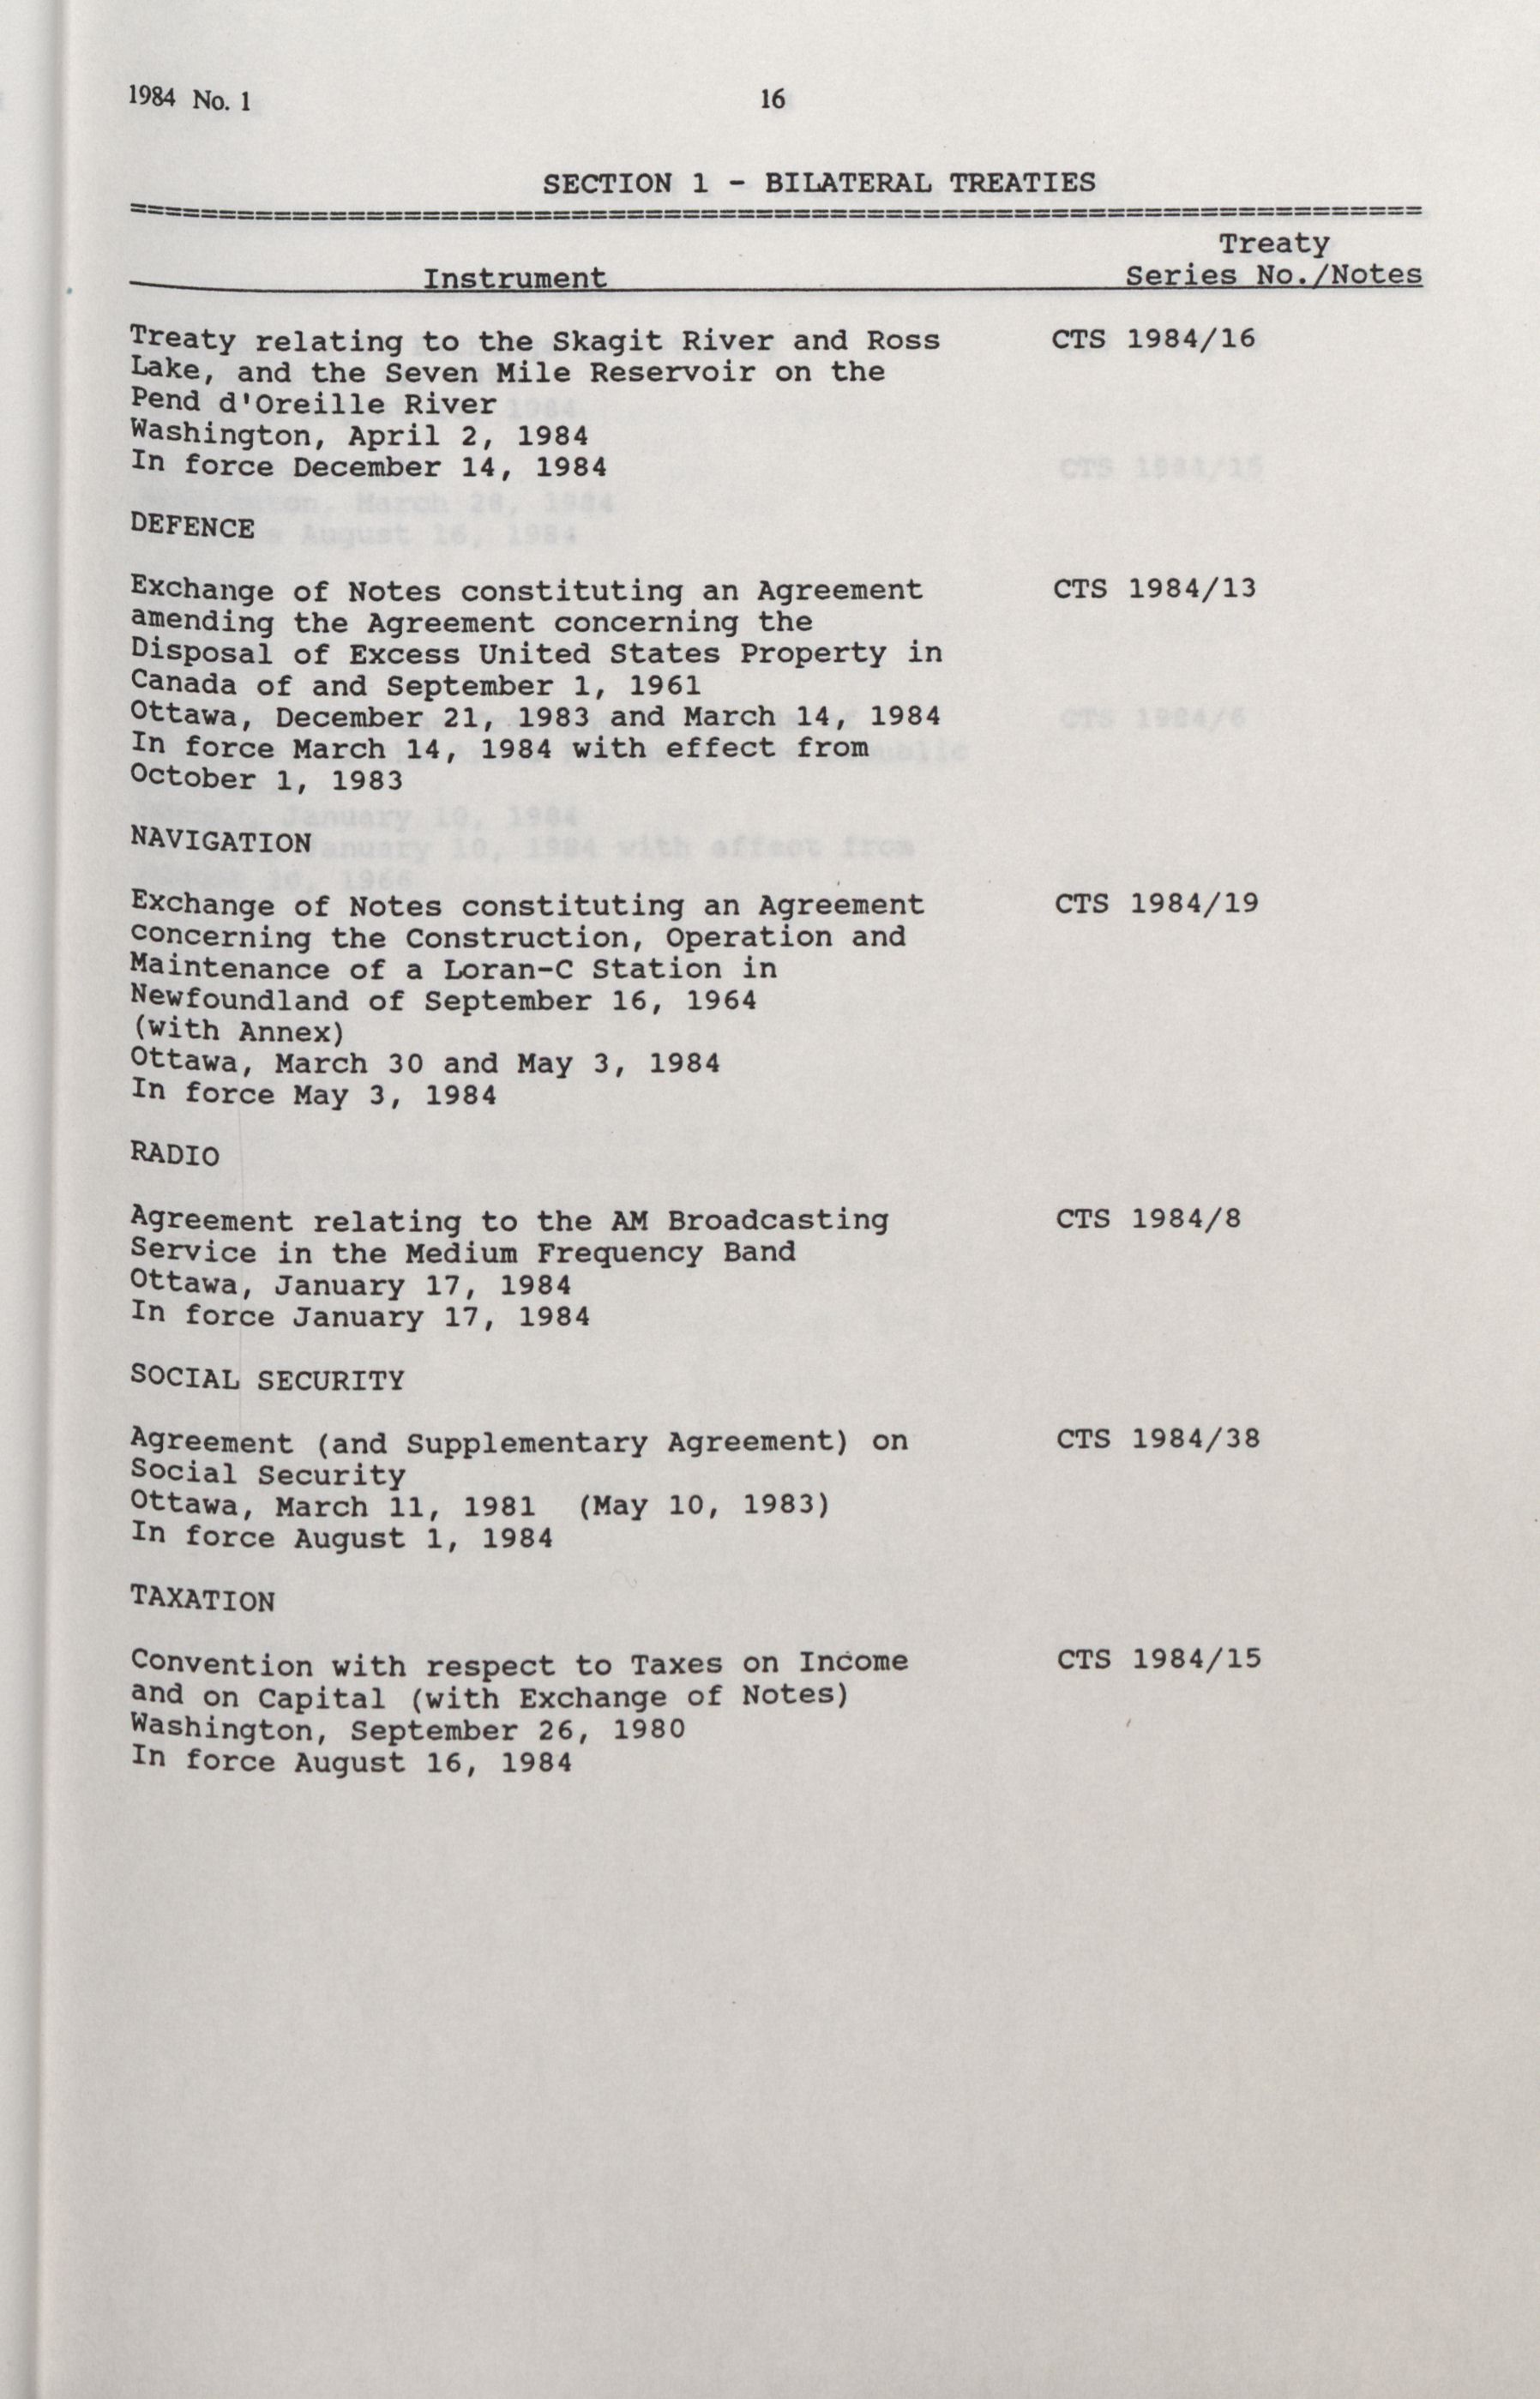 1984 No. 1
16
SECTION 1 - BILATERAL TREATIES
Treaty
Instrument Series No./Notes
Treaty relating to the Skagit River and Ross CTS 1984/16
Lake, and the Seven Mile Reservoir on the
Pend d'Oreille River
Washington, April 2, 1984
In force December 14, 1984
DEFENCE
Exchange of Notes constituting an Agreement CTS 1984/13
amending the Agreement concerning the
Disposal of Excess United States Property in
Canada of and September 1, 1961
Ottawa, December 21, 1983 and March 14, 1984
In force March 14, 1984 with effect from
October 1, 1983
NAVIGATION
Exchange of Notes constituting an Agreement CTS 1984/19
concerning the Construction, Operation and
Maintenance of a Loran-C Station in
Newfoundland of September 16, 1964
(with Annex)
Ottawa, March 30 and May 3, 1984
In force May 3, 1984
RADIO
Agreement relating to the AM Broadcasting CTS 1984/8
Service in the Medium Frequency Band
Ottawa, January 17, 1984
In force January 17, 1984
SOCIAL SECURITY
Agreement (and Supplementary Agreement) on CTS 1984/38
Social Security
Ottawa, March 11, 1981 (May 10, 1983)
In force August 1, 1984
TAXATION
Convention with respect to Taxes on Income CTS 1984/15
and on Capital (with Exchange of Notes)
Washington, September 26, 1980
In force August 16, 1984